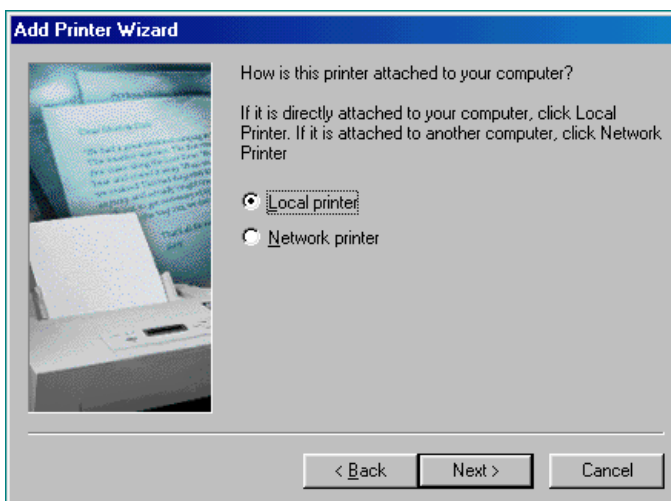 Add Printer Wizard
How is this printer attached to your computer?
If it is directly attached to your computer, click Local
Printer. If it is attached to another computer, click Network
Printer
Local printer
Network printer
< Back
Next >
Cancel